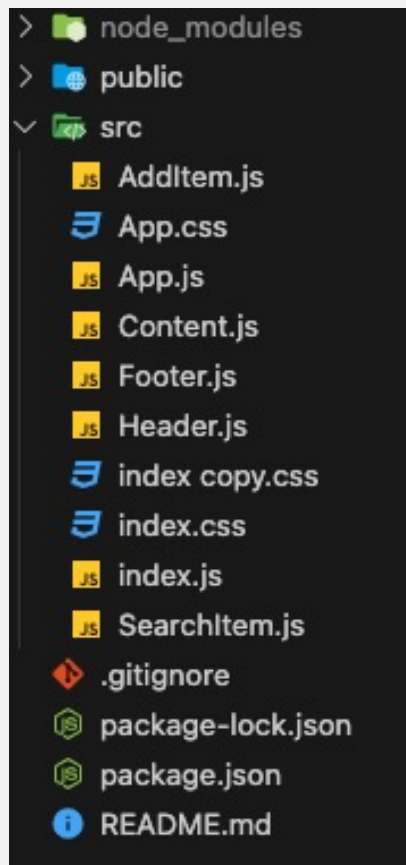 node_modules
public
src
AddItem.js
App.css
App.js
Content.js
Footer.js
Header.js
index copy.css
index.css
index.js
SearchItem.js
.gitignore
package-lock.json
package.json
README.md